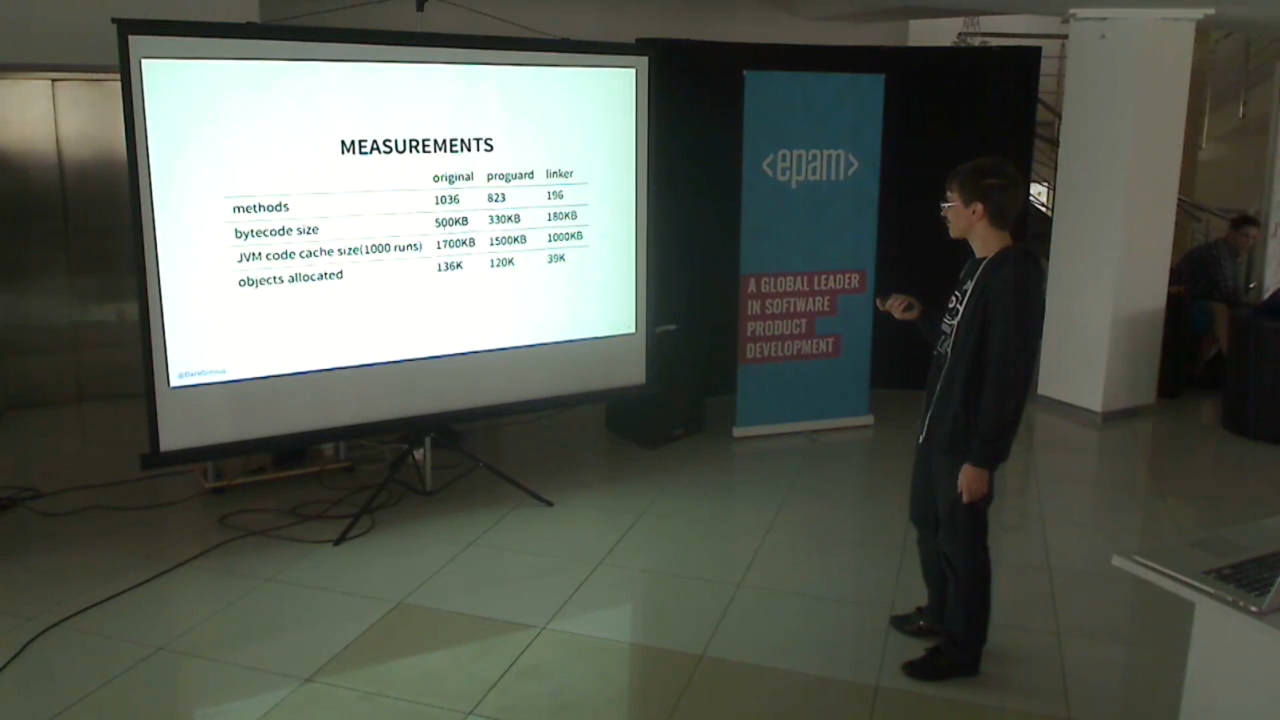 MEASUREMENTS
original proguard linker
methods 1036 823 196
bytecode size 500KB 330KB 180KB
JVM code cache size(1000 runs) 1700KB 1500KB 1000KB
objects allocated 136K 120K 39K
<epam>
A GLOBAL LEADER
IN SOFTWARE
PRODUCT
DEVELOPMENT